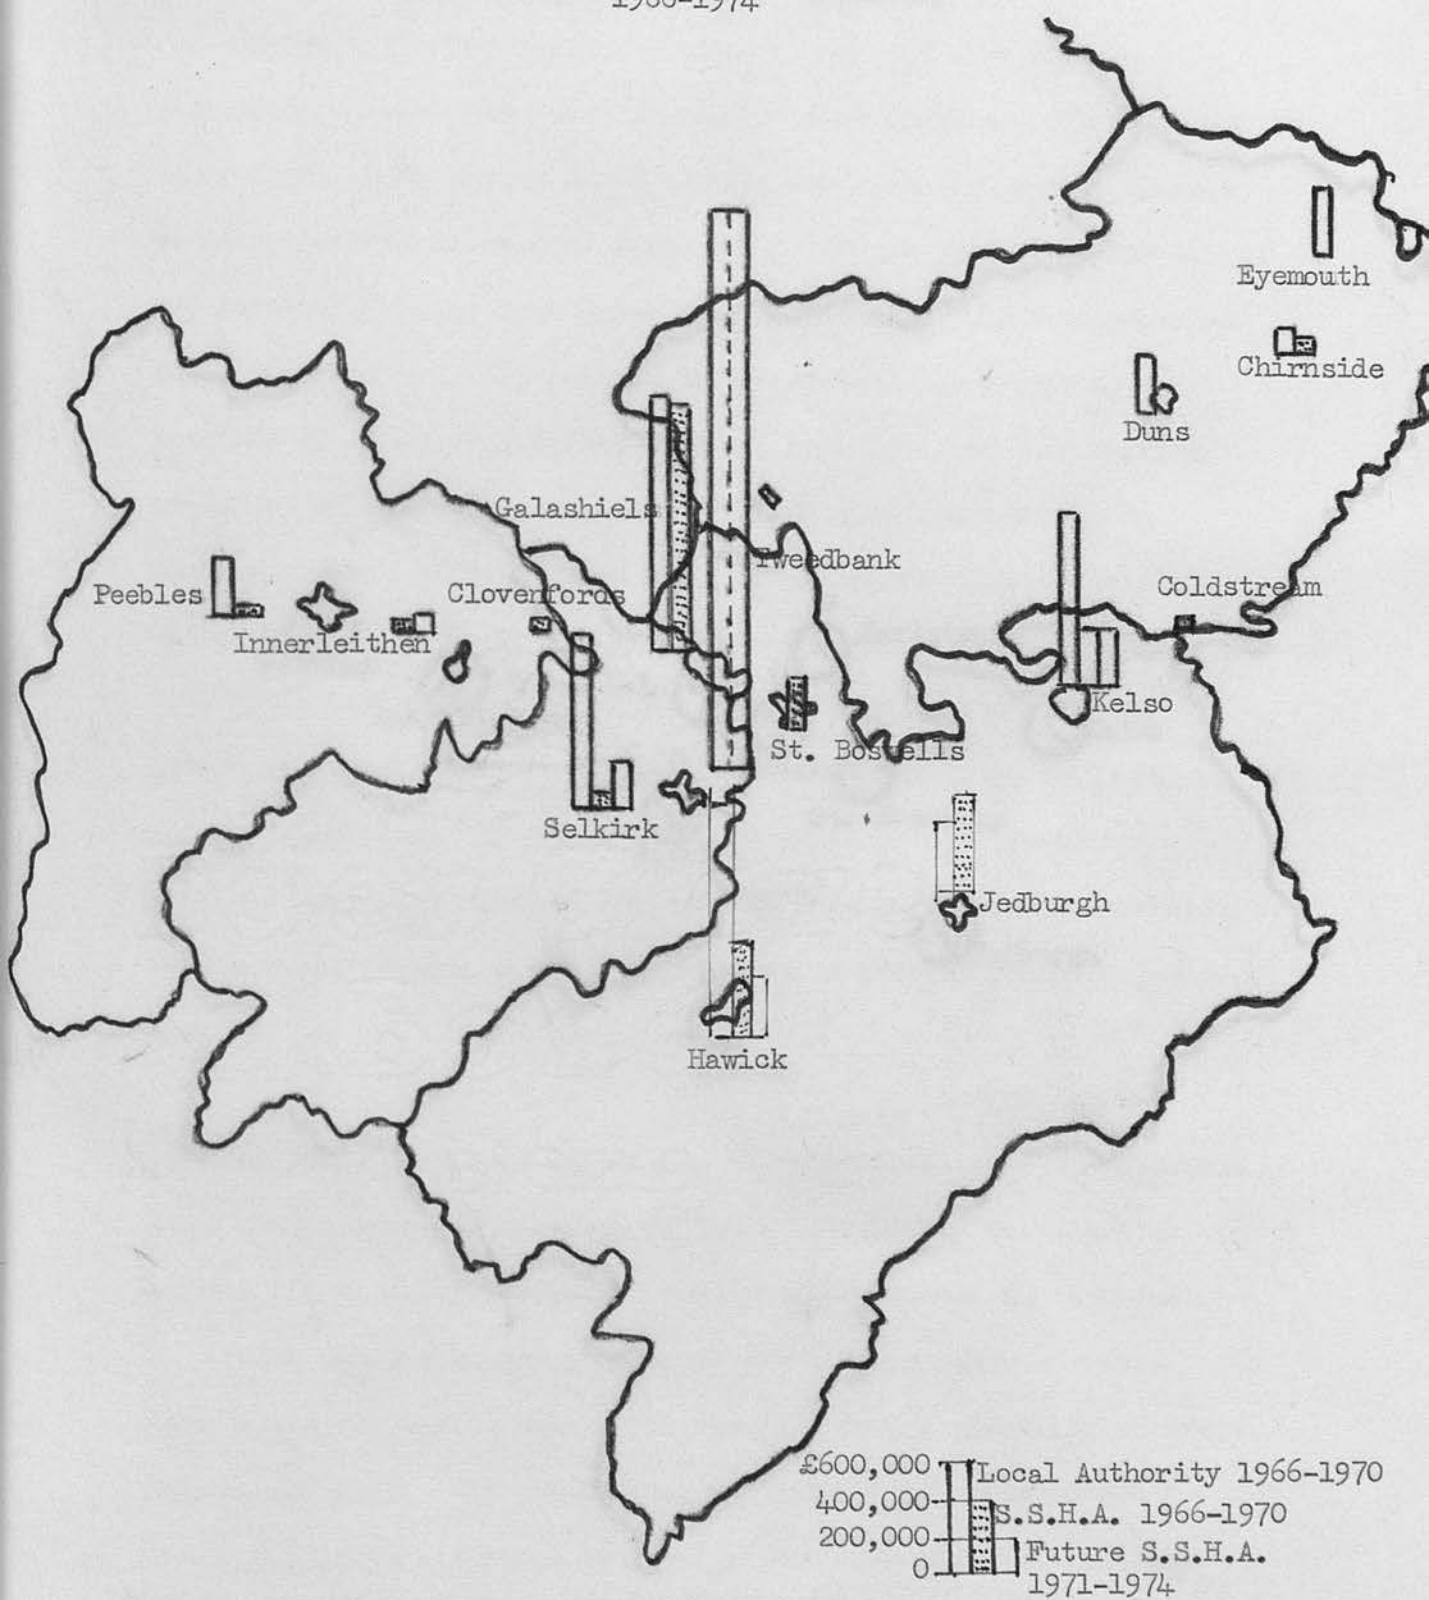 1966-1974
Eyemouth
Chirnside
Duns
Galashiels
Tweedbank
Peebles
Clovenfords
Coldstream
Innerleithen
Kelso
St. Boswells
Selkirk
Jedburgh
Hawick
£600,000
Local Authority 1966-1970
400,000
S.S.H.A. 1966-1970
200,000
Future S.S.H.A.
0
1971-1974